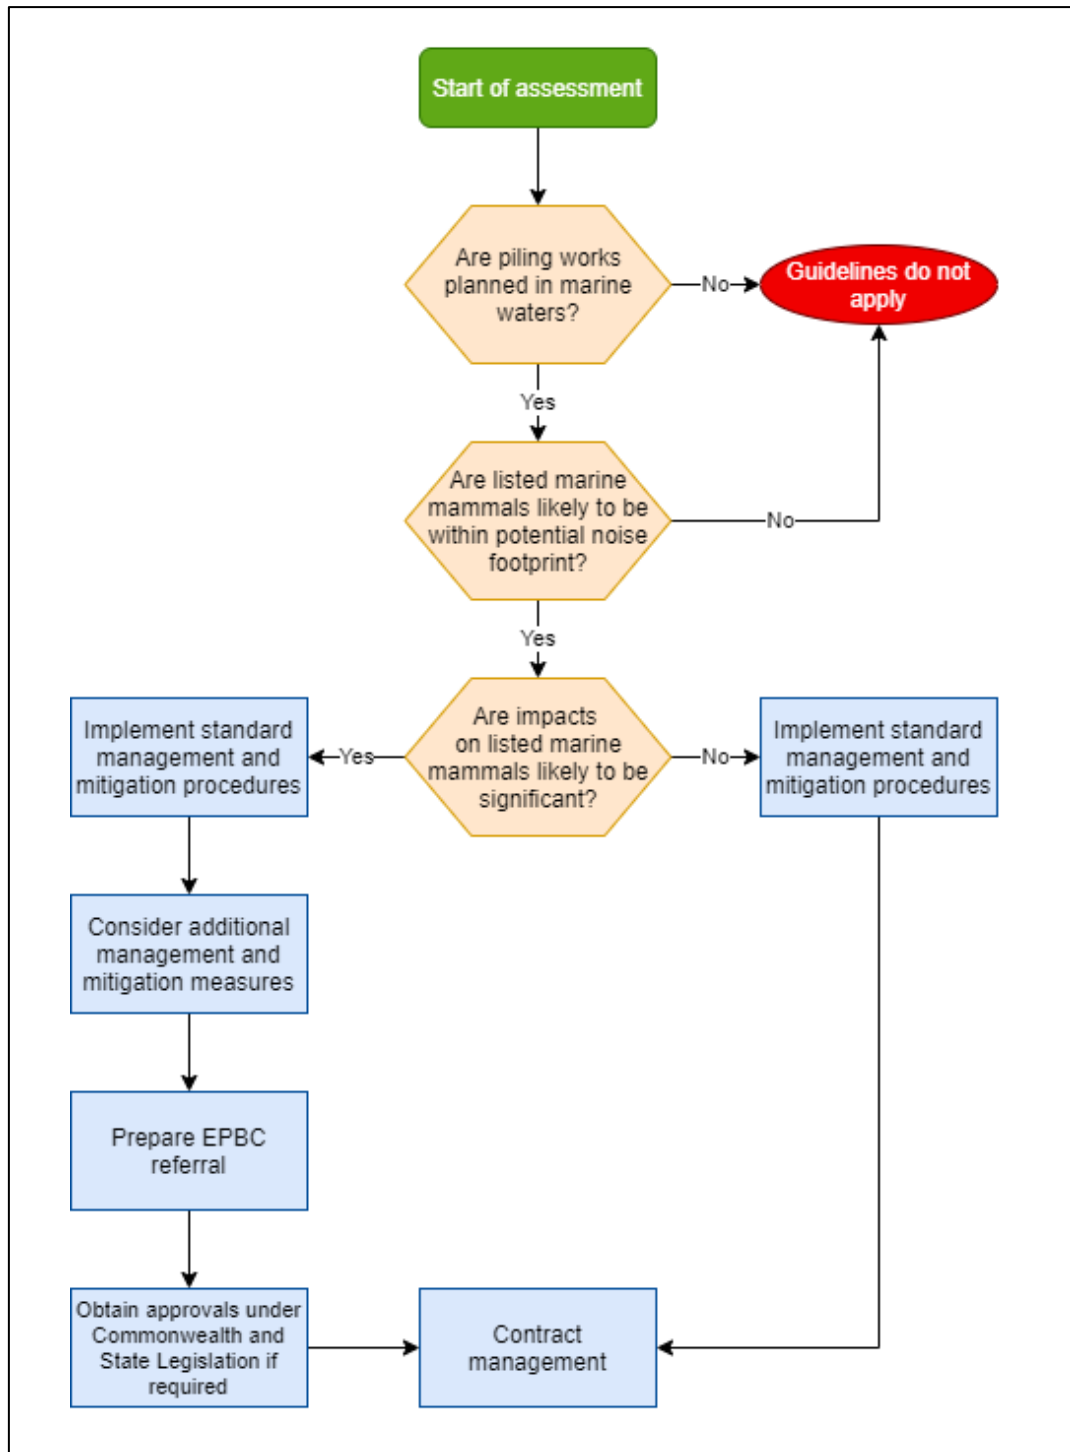 Start of assessment
Are piling works
planned in marine
waters?
No
Guidelines do not
apply
Yes
Are listed marine
mammals likely to be
within potential noise
footprint?
No
Yes
Are impacts
on listed marine
mammals likely to be
significant?
Yes
No
Implement standard
management and
mitigation procedures
Implement standard
management and
mitigation procedures
Consider additional
management and
mitigation measures
Prepare EPBC
referral
Obtain approvals under
Commonwealth and
State Legislation if
required
Contract
management